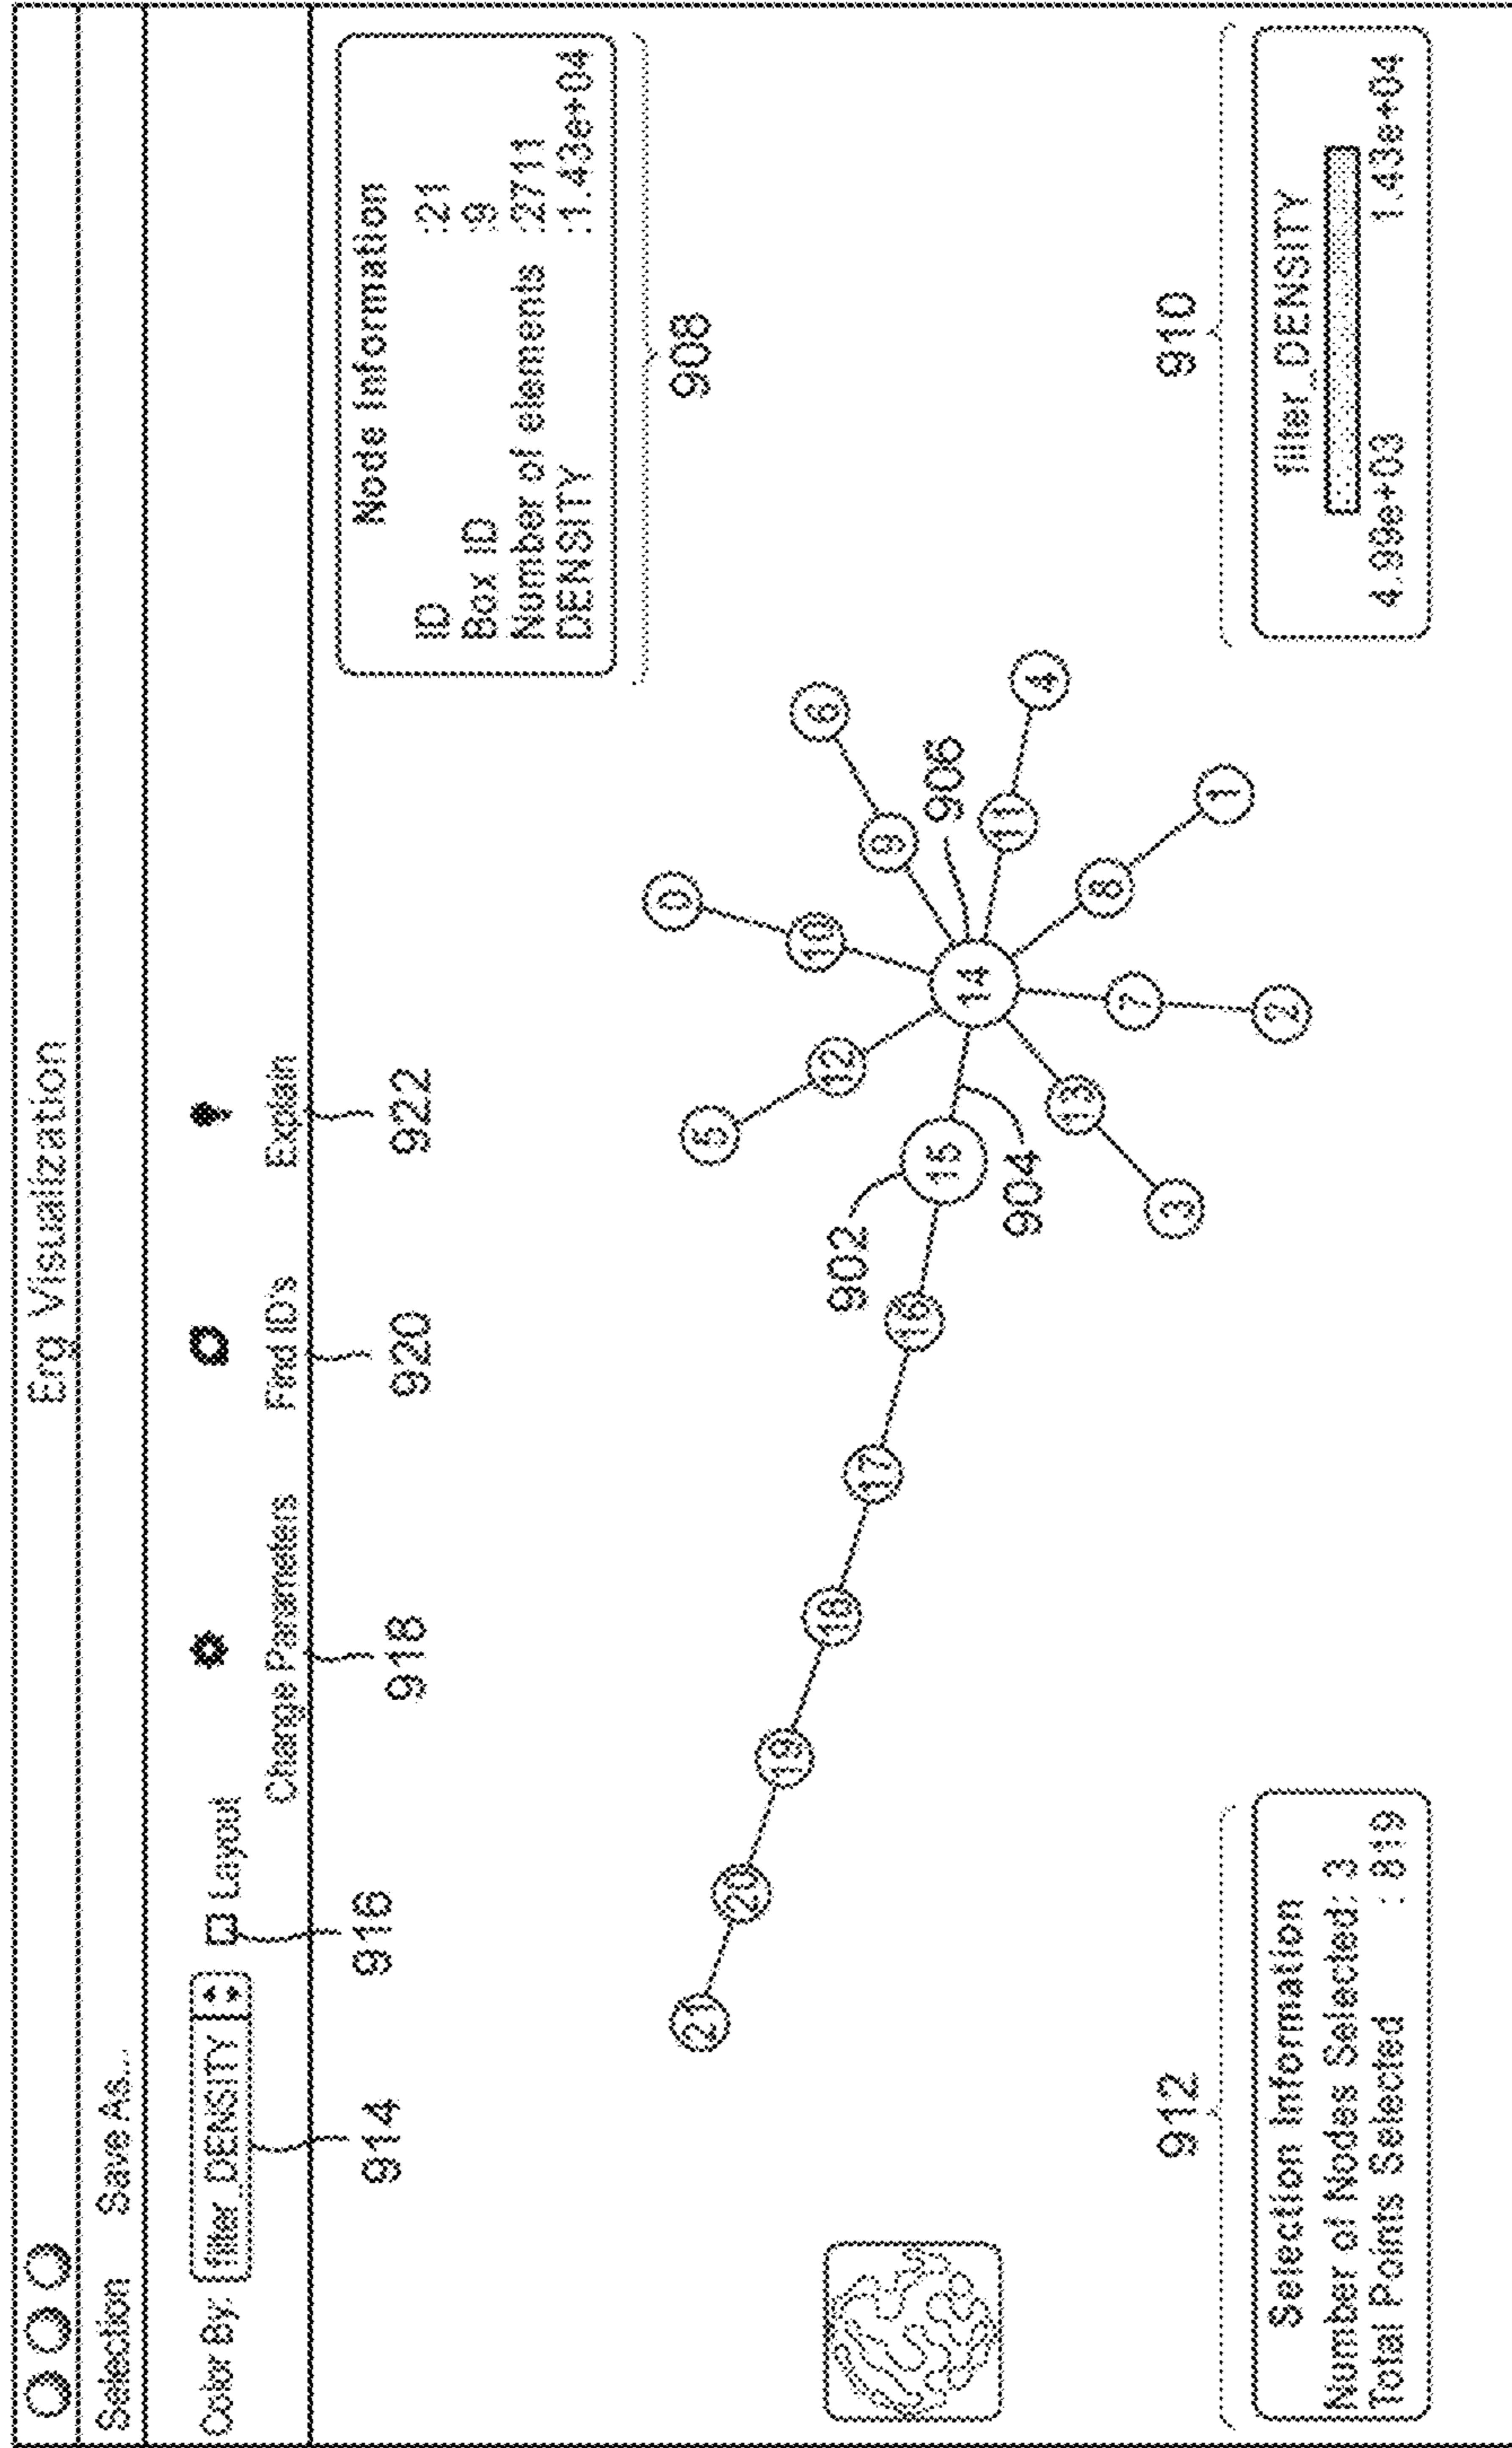 Erg Visualization
Selection Save As...
Color By: filter_DENSITY Layout
Change Parameters Find ID's Explain
914 916 918 920 922
Node Information
ID :21
Box ID :9
Number of elements :2711
DENSITY :1.43e+04
908
21
20
19
18
17
16
902
15
904
14
906
5
12
0
10
6
9
4
11
1
8
2
7
3
13
912
Selection Information
Number of Nodes Selected: 3
Total Points Selected : 819
910
filter_DENSITY
4.99e+03 1.43e+04